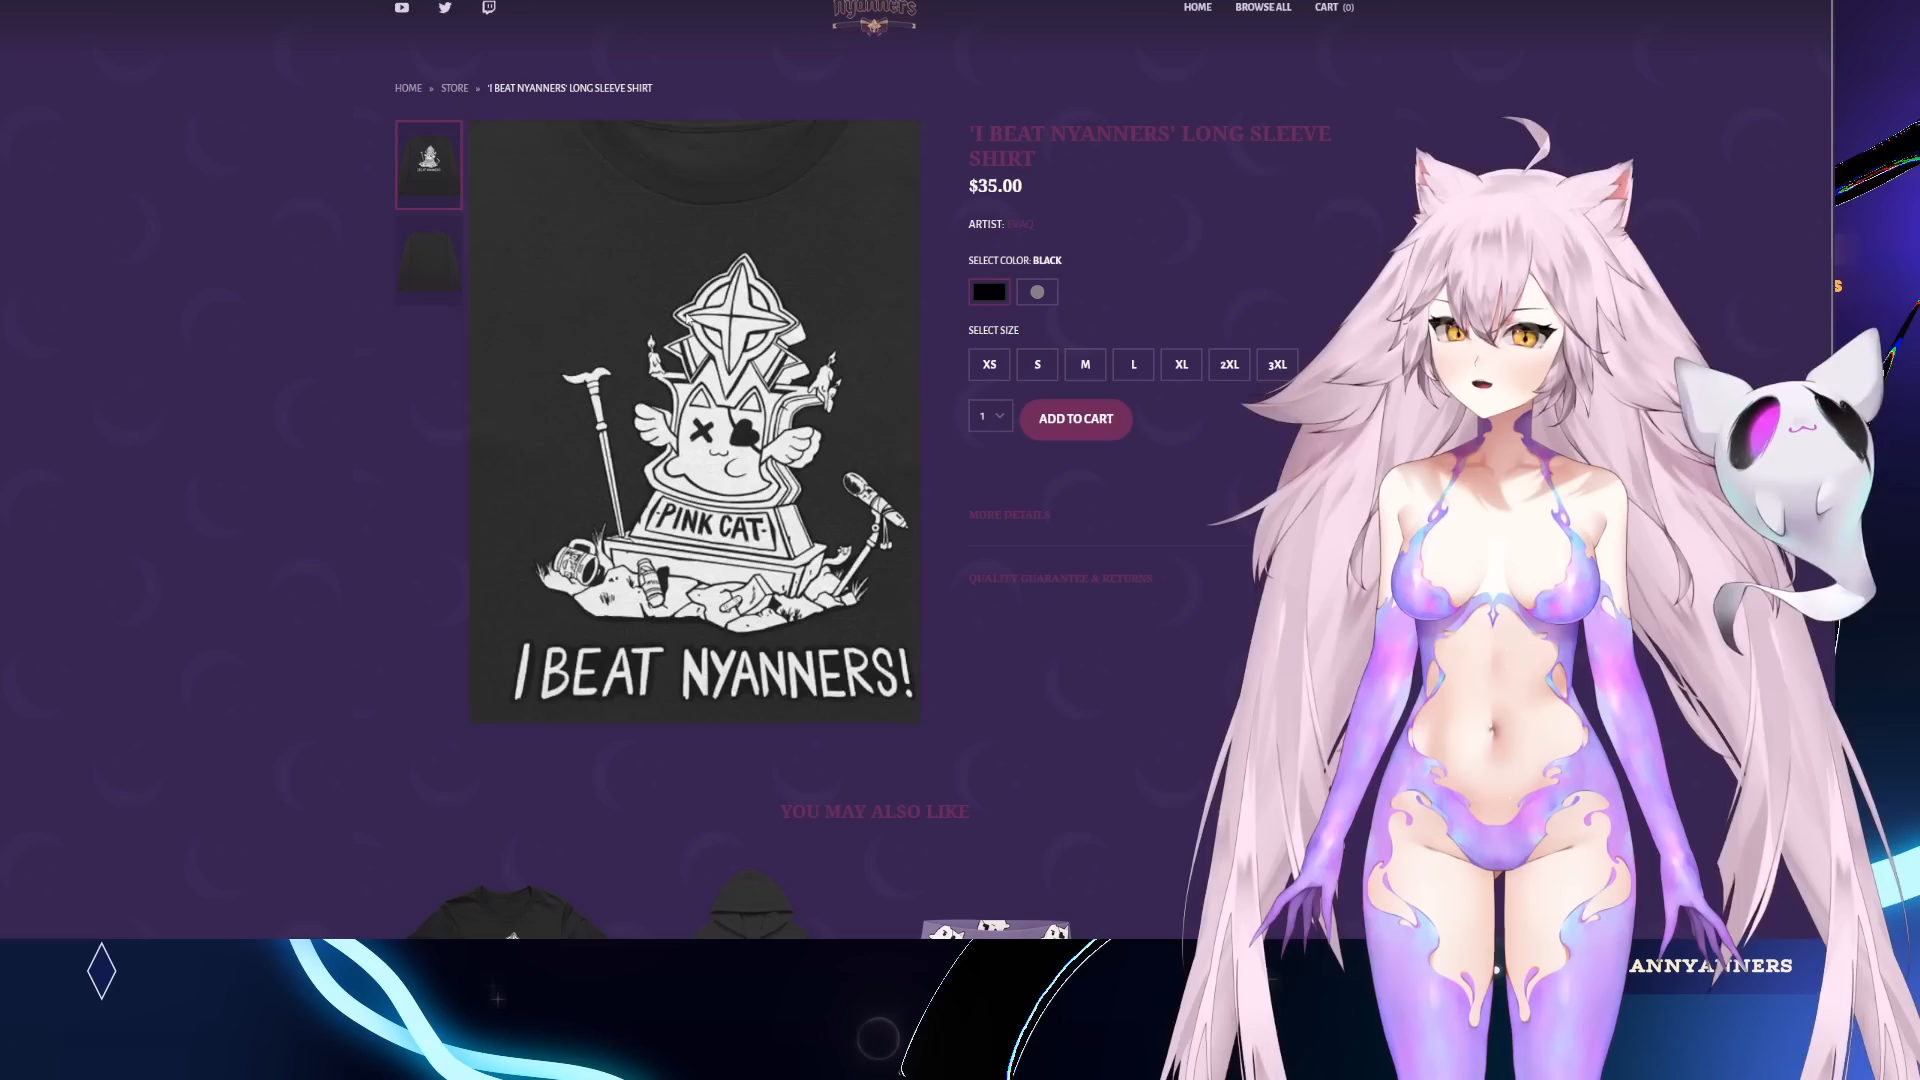 Nyanners
HOME BROWSE ALL CART (0)
HOME » STORE » 'I BEAT NYANNERS' LONG SLEEVE SHIRT
'I BEAT NYANNERS' LONG SLEEVE
SHIRT
$35.00
ARTIST:
SELECT COLOR: BLACK
SELECT SIZE
XS S M L XL 2XL 3XL
1 ADD TO CART
PINK CAT
I BEAT NYANNERS!
MORE DETAILS
QUALITY GUARANTEE & RETURNS
YOU MAY ALSO LIKE
ANNYANNERS